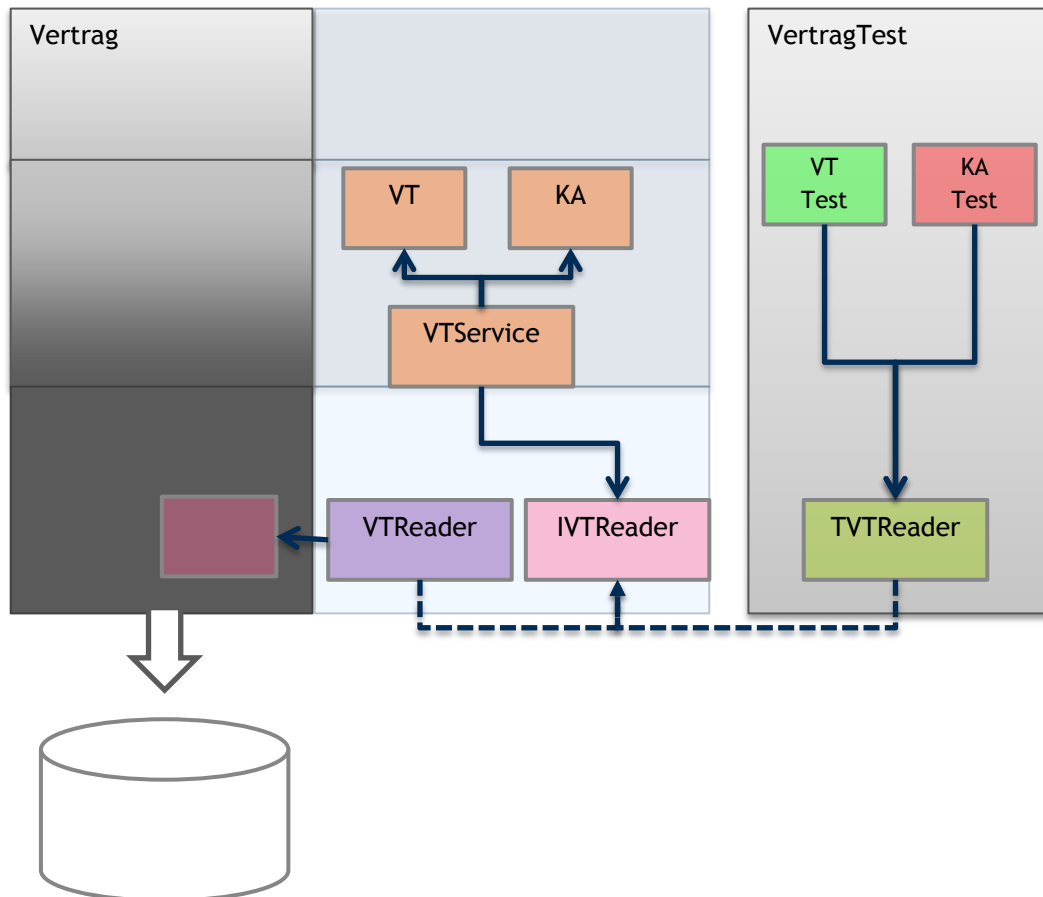 Vertrag
VertragTest
VT
KA
VT
Test
KA
Test
VTService
VTReader
IVTReader
TVTReader